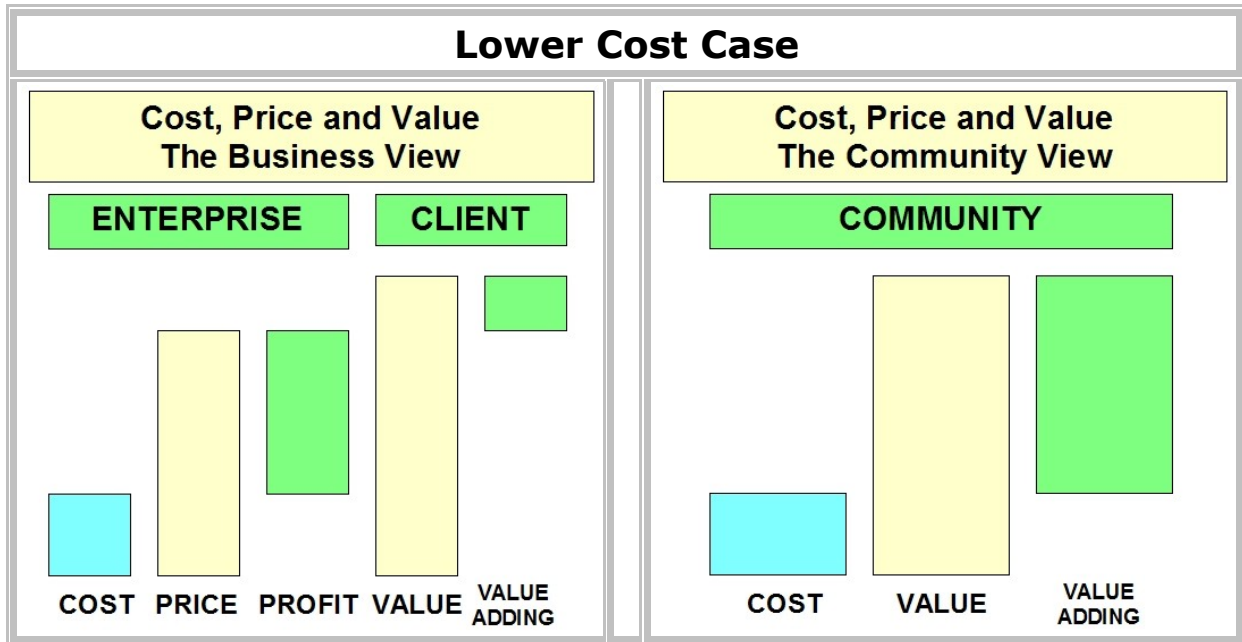 Lower Cost Case
Cost, Price and Value
The Business View
ENTERPRISE
CLIENT
COST
PRICE
PROFIT
VALUE
VALUE
ADDING
Cost, Price and Value
The Community View
COMMUNITY
COST
VALUE
VALUE
ADDING